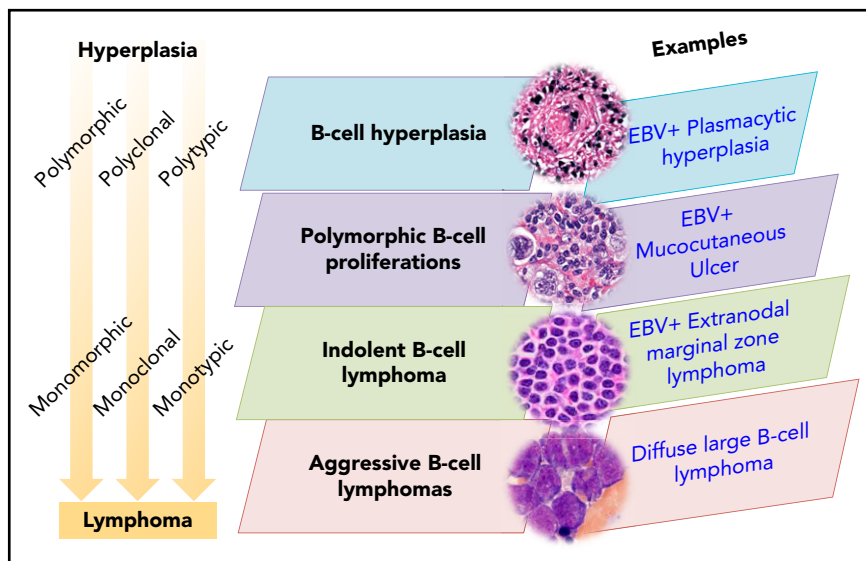 Hyperplasia
Examples
Polymorphic
Polyclonal
Polytypic
B-cell hyperplasia
EBV+ Plasmacytic
hyperplasia
Polymorphic B-cell
proliferations
EBV+
Mucocutaneous
Ulcer
Monomorphic
Monoclonal
Monotypic
Indolent B-cell
lymphoma
EBV+ Extranodal
marginal zone
lymphoma
Aggressive B-cell
lymphomas
Diffuse large B-cell
lymphoma
Lymphoma